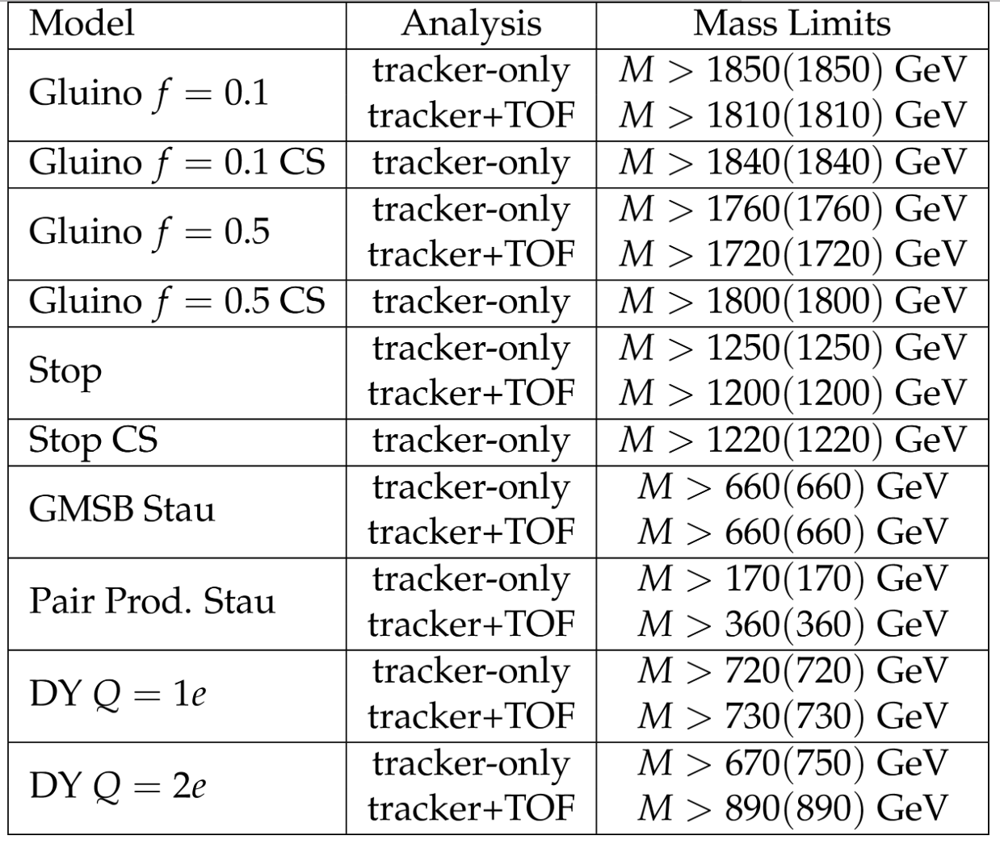 Model Analysis Mass Limits
Gluino f = 0.1 tracker-only M > 1850(1850) GeV
tracker+TOF M > 1810(1810) GeV
Gluino f = 0.1 CS tracker-only M > 1840(1840) GeV
Gluino f = 0.5 tracker-only M > 1760(1760) GeV
tracker+TOF M > 1720(1720) GeV
Gluino f = 0.5 CS tracker-only M > 1800(1800) GeV
Stop tracker-only M > 1250(1250) GeV
tracker+TOF M > 1200(1200) GeV
Stop CS tracker-only M > 1220(1220) GeV
GMSB Stau tracker-only M > 660(660) GeV
tracker+TOF M > 660(660) GeV
Pair Prod. Stau tracker-only M > 170(170) GeV
tracker+TOF M > 360(360) GeV
DY Q = 1e tracker-only M > 720(720) GeV
tracker+TOF M > 730(730) GeV
DY Q = 2e tracker-only M > 670(750) GeV
tracker+TOF M > 890(890) GeV